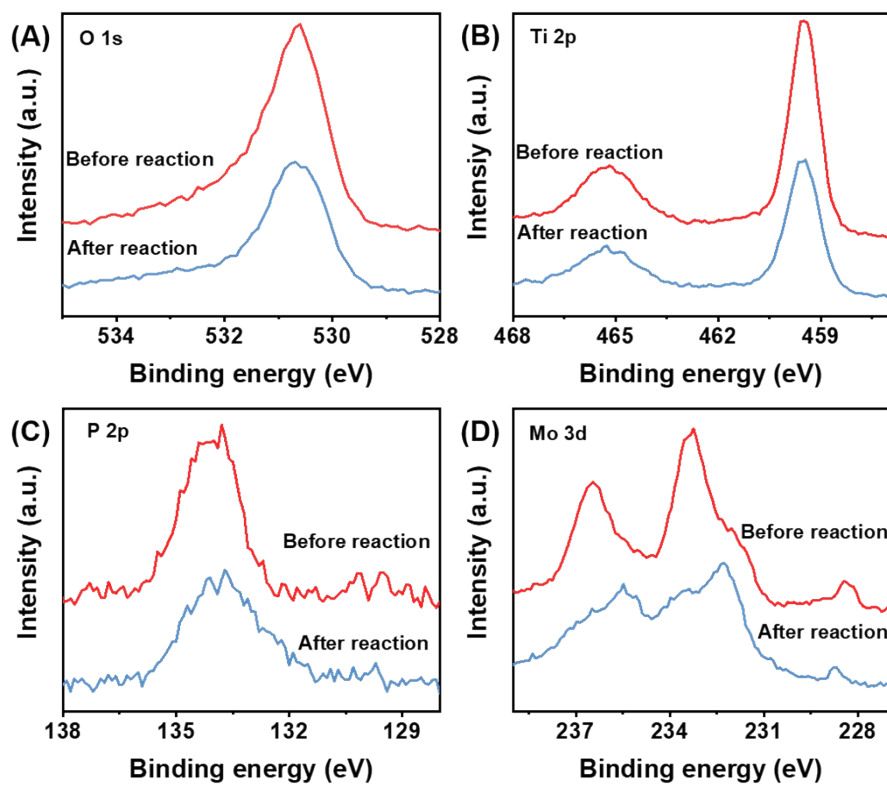 (A)
O 1s
Before reaction
After reaction
Intensity (a.u.)
534
532
530
528
Binding energy (eV)
(B)
Ti 2p
Before reaction
After reaction
Intensiy (a.u.)
468
465
462
459
Binding energy (eV)
(C)
P 2p
Before reaction
After reaction
Intensity (a.u.)
138
135
132
129
Binding energy (eV)
(D)
Mo 3d
Before reaction
After reaction
Intensity (a.u.)
237
234
231
228
Binding energy (eV)